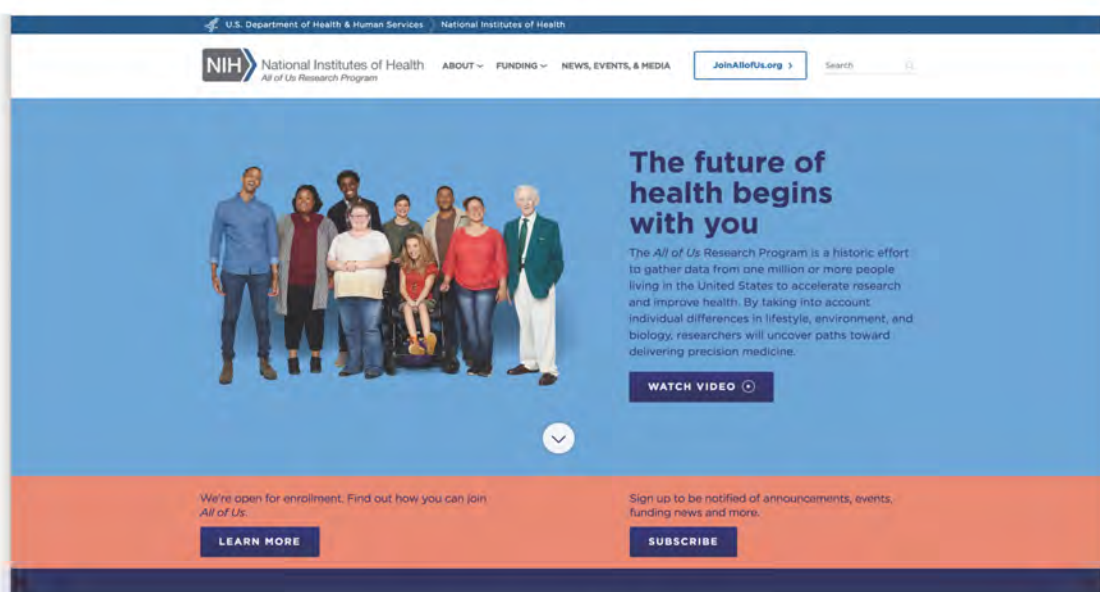 U.S. Department of Health & Human Services National Institutes of Health
NIH National Institutes of Health
All of Us Research Program
ABOUT FUNDING NEWS, EVENTS, & MEDIA
JoinAllofUs.org
Search
The future of
health begins
with you
The All of Us Research Program is a historic effort
to gather data from one million or more people
living in the United States to accelerate research
and improve health. By taking into account
individual differences in lifestyle, environment, and
biology, researchers will uncover paths toward
delivering precision medicine.
WATCH VIDEO
We're open for enrollment. Find out how you can join
All of Us.
LEARN MORE
Sign up to be notified of announcements, events,
funding news and more.
SUBSCRIBE